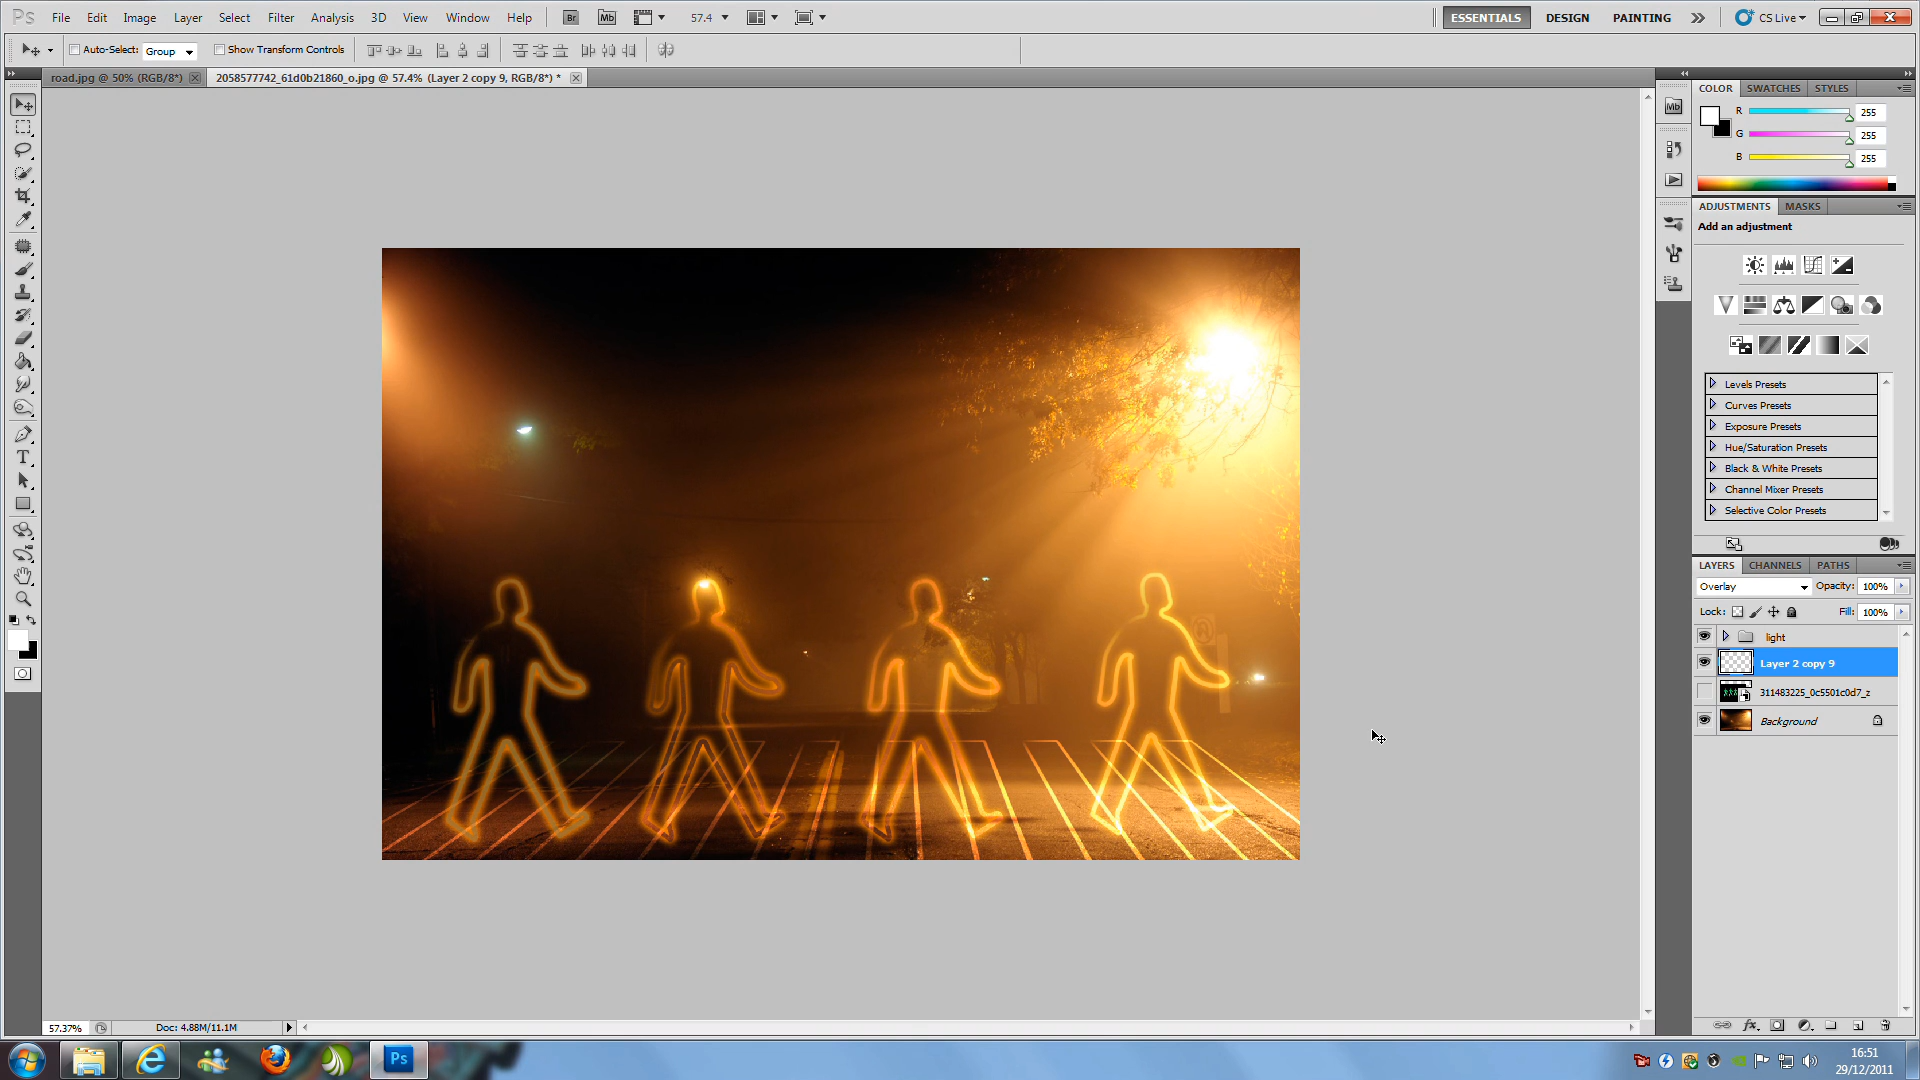 Ps File Edit Image Layer Select Filter Analysis 3D View Window Help Br Mb 57.4 ESSENTIALS DESIGN PAINTING CS Live
Auto-Select: Group Show Transform Controls
road.jpg @ 50% (RGB/8*) 2058577742_61d0b21860_o.jpg @ 57.4% (Layer 2 copy 9, RGB/8*) *
COLOR SWATCHES STYLES
Mb
R 255
G 255
B 255
ADJUSTMENTS MASKS
Add an adjustment
Levels Presets
Curves Presets
Exposure Presets
Hue/Saturation Presets
Black & White Presets
Channel Mixer Presets
Selective Color Presets
T
LAYERS CHANNELS PATHS
Overlay Opacity: 100%
Lock: Fill: 100%
light
Layer 2 copy 9
311483225_0c5501c0d7_z
Background
57.37% Doc: 4.88M/11.1M
fx
Ps
16:51
29/12/2011